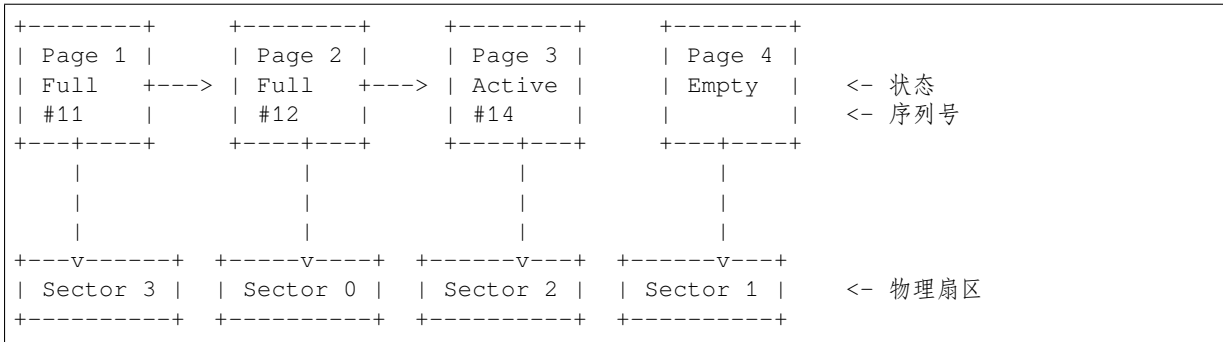 +--------+     +--------+     +--------+     +--------+
| Page 1 |     | Page 2 |     | Page 3 |     | Page 4 |
| Full   +---> | Full   +---> | Active |     | Empty  |   <- 状态
| #11    |     | #12    |     | #14    |     |        |   <- 序列号
+---+----+     +----+---+     +----+---+     +---+----+
    |               |              |             |
    |               |              |             |
    |               |              |             |
+---v------+  +-----v----+  +------v---+  +------v---+
| Sector 3 |  | Sector 0 |  | Sector 2 |  | Sector 1 |    <- 物理扇区
+----------+  +----------+  +----------+  +----------+